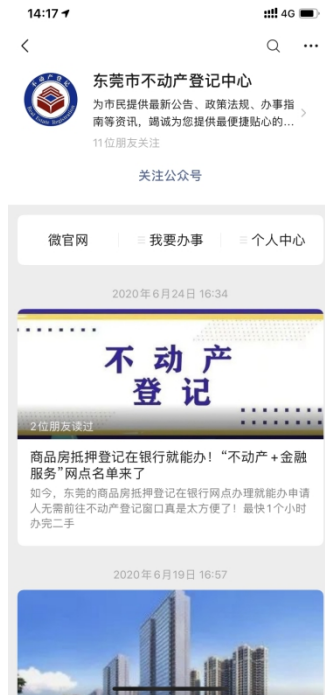 14:17
4G
东莞市不动产登记中心
为市民提供最新公告、政策法规、办事指
南等资讯，竭诚为您提供最便捷贴心的...
11位朋友关注
关注公众号
微官网
我要办事
个人中心
2020年6月24日 16:34
不动产
登记
2位朋友读过
商品房抵押登记在银行就能办！“不动产+金融
服务”网点名单来了
如今，东莞的商品房抵押登记在银行网点办理就能办申请
人无需前往不动产登记窗口真是太方便了！最快1个小时
办完二手
2020年6月19日 16:57